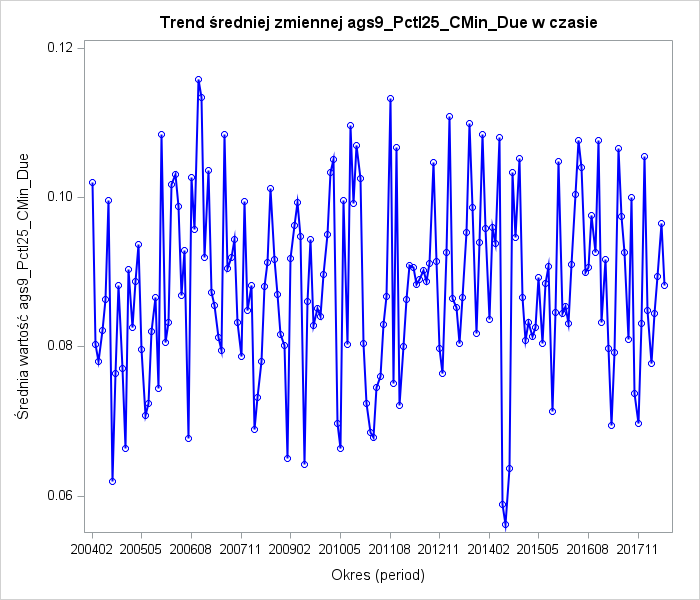 Trend średniej zmiennej ags9_Pctl25_CMin_Due w czasie
Średnia wartość ags9_Pctl25_CMin_Due
0.12
0.10
0.08
0.06
200402 200505 200608 200711 200902 201005 201108 201211 201402 201505 201608 201711
Okres (period)